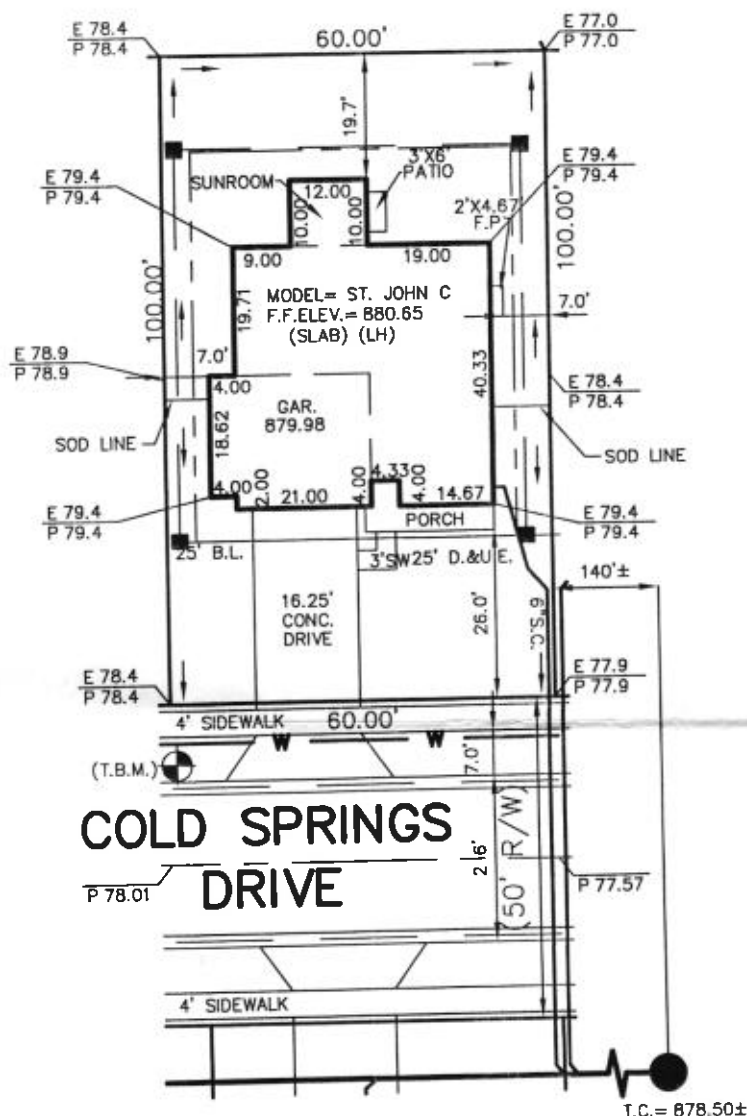 E 78.4
P 78.4
60.00'
E 77.0
P 77.0
19.7'
E 79.4
P 79.4
SUNROOM
12.00
3'X6'
PATIO
E 79.4
P 79.4
10.00
10.00
2'X4.67'
F.P.
9.00
19.00
100.00'
100.00'
19.71
MODEL= ST. JOHN C
F.F.ELEV.= 880.65
(SLAB) (LH)
7.0'
7.0'
E 78.9
P 78.9
4.00
40.33
E 78.4
P 78.4
GAR.
879.98
18.62
SOD LINE
SOD LINE
4.00
2.00
21.00
4.00
4.33
4.00
14.67
E 79.4
P 79.4
PORCH
E 79.4
P 79.4
25' B.L.
3'SW
25' D.&U.E.
140'±
16.25'
CONC.
DRIVE
26.0'
6"S.C.
E 78.4
P 78.4
E 77.9
P 77.9
4' SIDEWALK
60.00'
W
W
(T.B.M.)
7.0'
COLD SPRINGS
DRIVE
26'
(50' R/W)
P 78.01
P 77.57
4' SIDEWALK
T.C.= 878.50±